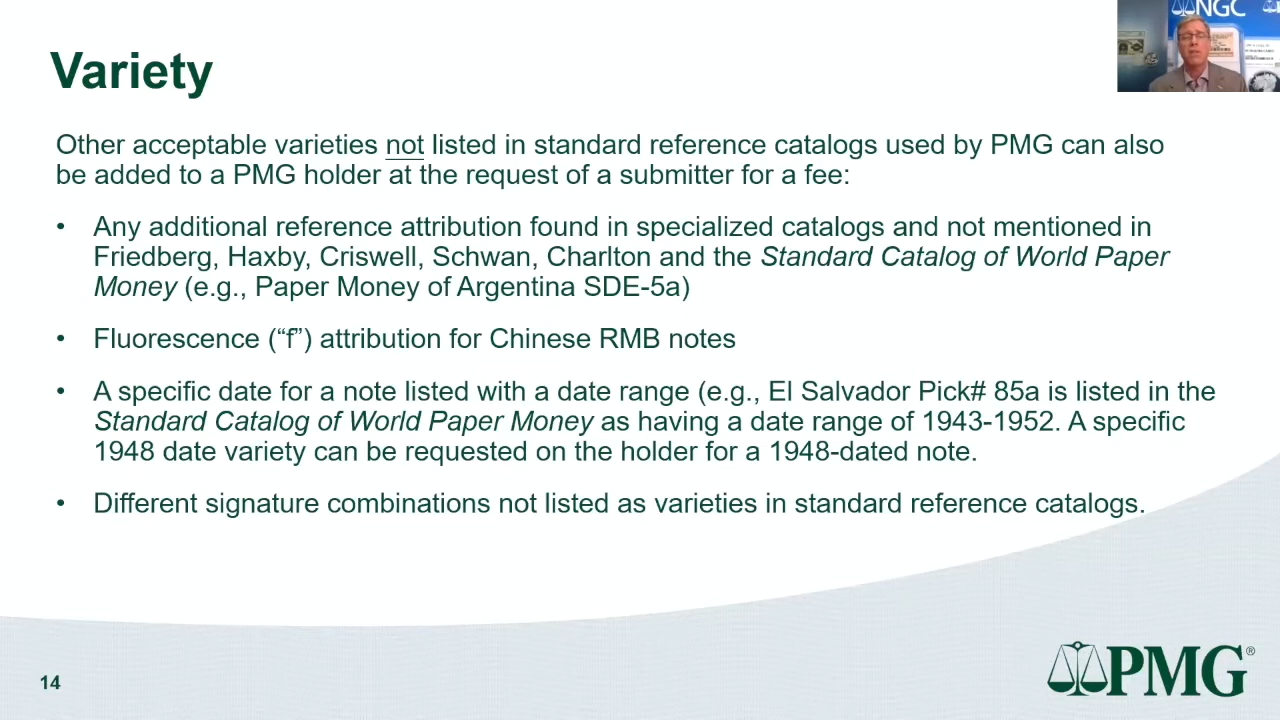 NGC
Variety
Other acceptable varieties not listed in standard reference catalogs used by PMG can also
be added to a PMG holder at the request of a submitter for a fee:
• Any additional reference attribution found in specialized catalogs and not mentioned in
Friedberg, Haxby, Criswell, Schwan, Charlton and the Standard Catalog of World Paper
Money (e.g., Paper Money of Argentina SDE-5a)
• Fluorescence (“f”) attribution for Chinese RMB notes
• A specific date for a note listed with a date range (e.g., El Salvador Pick# 85a is listed in the
Standard Catalog of World Paper Money as having a date range of 1943-1952. A specific
1948 date variety can be requested on the holder for a 1948-dated note.
• Different signature combinations not listed as varieties in standard reference catalogs.
14
PMG®